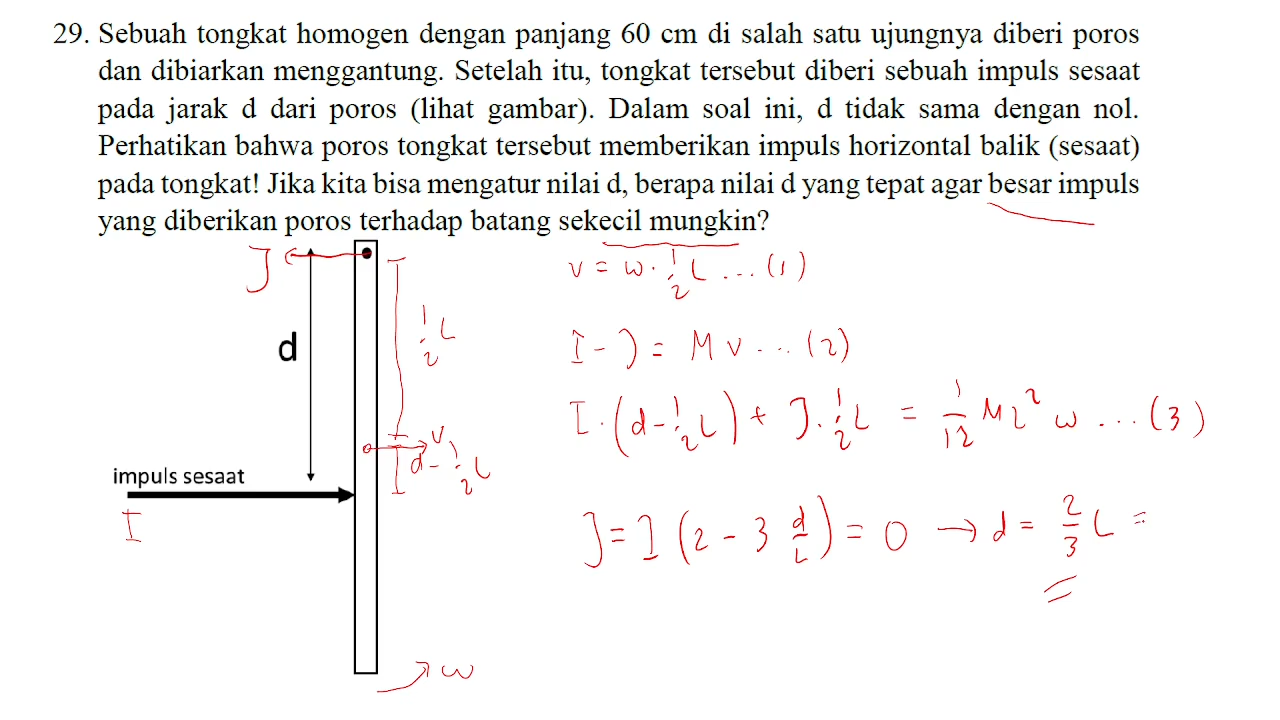 29. Sebuah tongkat homogen dengan panjang 60 cm di salah satu ujungnya diberi poros
dan dibiarkan menggantung. Setelah itu, tongkat tersebut diberi sebuah impuls sesaat
pada jarak d dari poros (lihat gambar). Dalam soal ini, d tidak sama dengan nol.
Perhatikan bahwa poros tongkat tersebut memberikan impuls horizontal balik (sesaat)
pada tongkat! Jika kita bisa mengatur nilai d, berapa nilai d yang tepat agar besar impuls
yang diberikan poros terhadap batang sekecil mungkin?
J
v = w · 1/2 L ... (1)
1/2 L
d
I - J = M v ... (2)
I · (d - 1/2 L) + J · 1/2 L = 1/12 M L² w ... (3)
v
d - 1/2 L
impuls sesaat
I
J = I (2 - 3 d/L) = 0 → d = 2/3 L =
w